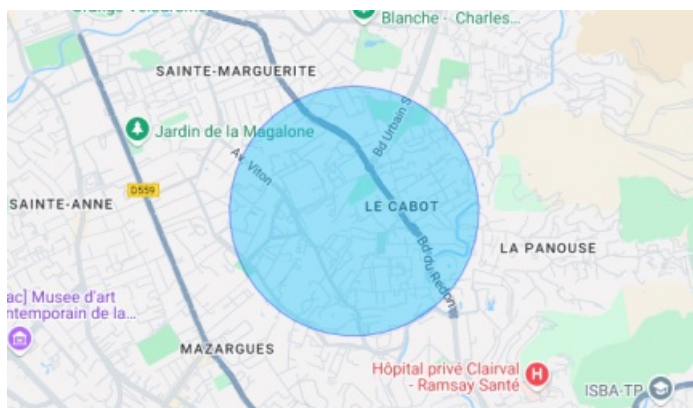 Blanche - Charles...
SAINTE-MARGUERITE
Jardin de la Magalone
Bd Urbain S
Av. Viton
D559
SAINTE-ANNE
LE CABOT
LA PANOUSE
Bd du Redon
ac] Musee d'art
ntemporain de la...
MAZARGUES
Hôpital privé Clairval
- Ramsay Santé
ISBA-TP